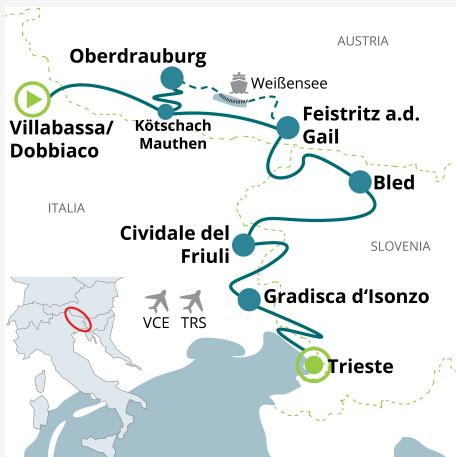 AUSTRIA
Oberdrauburg
Weißensee
Villabassa/
Dobbiaco
Kötschach
Mauthen
Feistritz a.d.
Gail
Bled
ITALIA
Cividale del
Friuli
SLOVENIA
Gradisca d‘Isonzo
VCE
TRS
Trieste